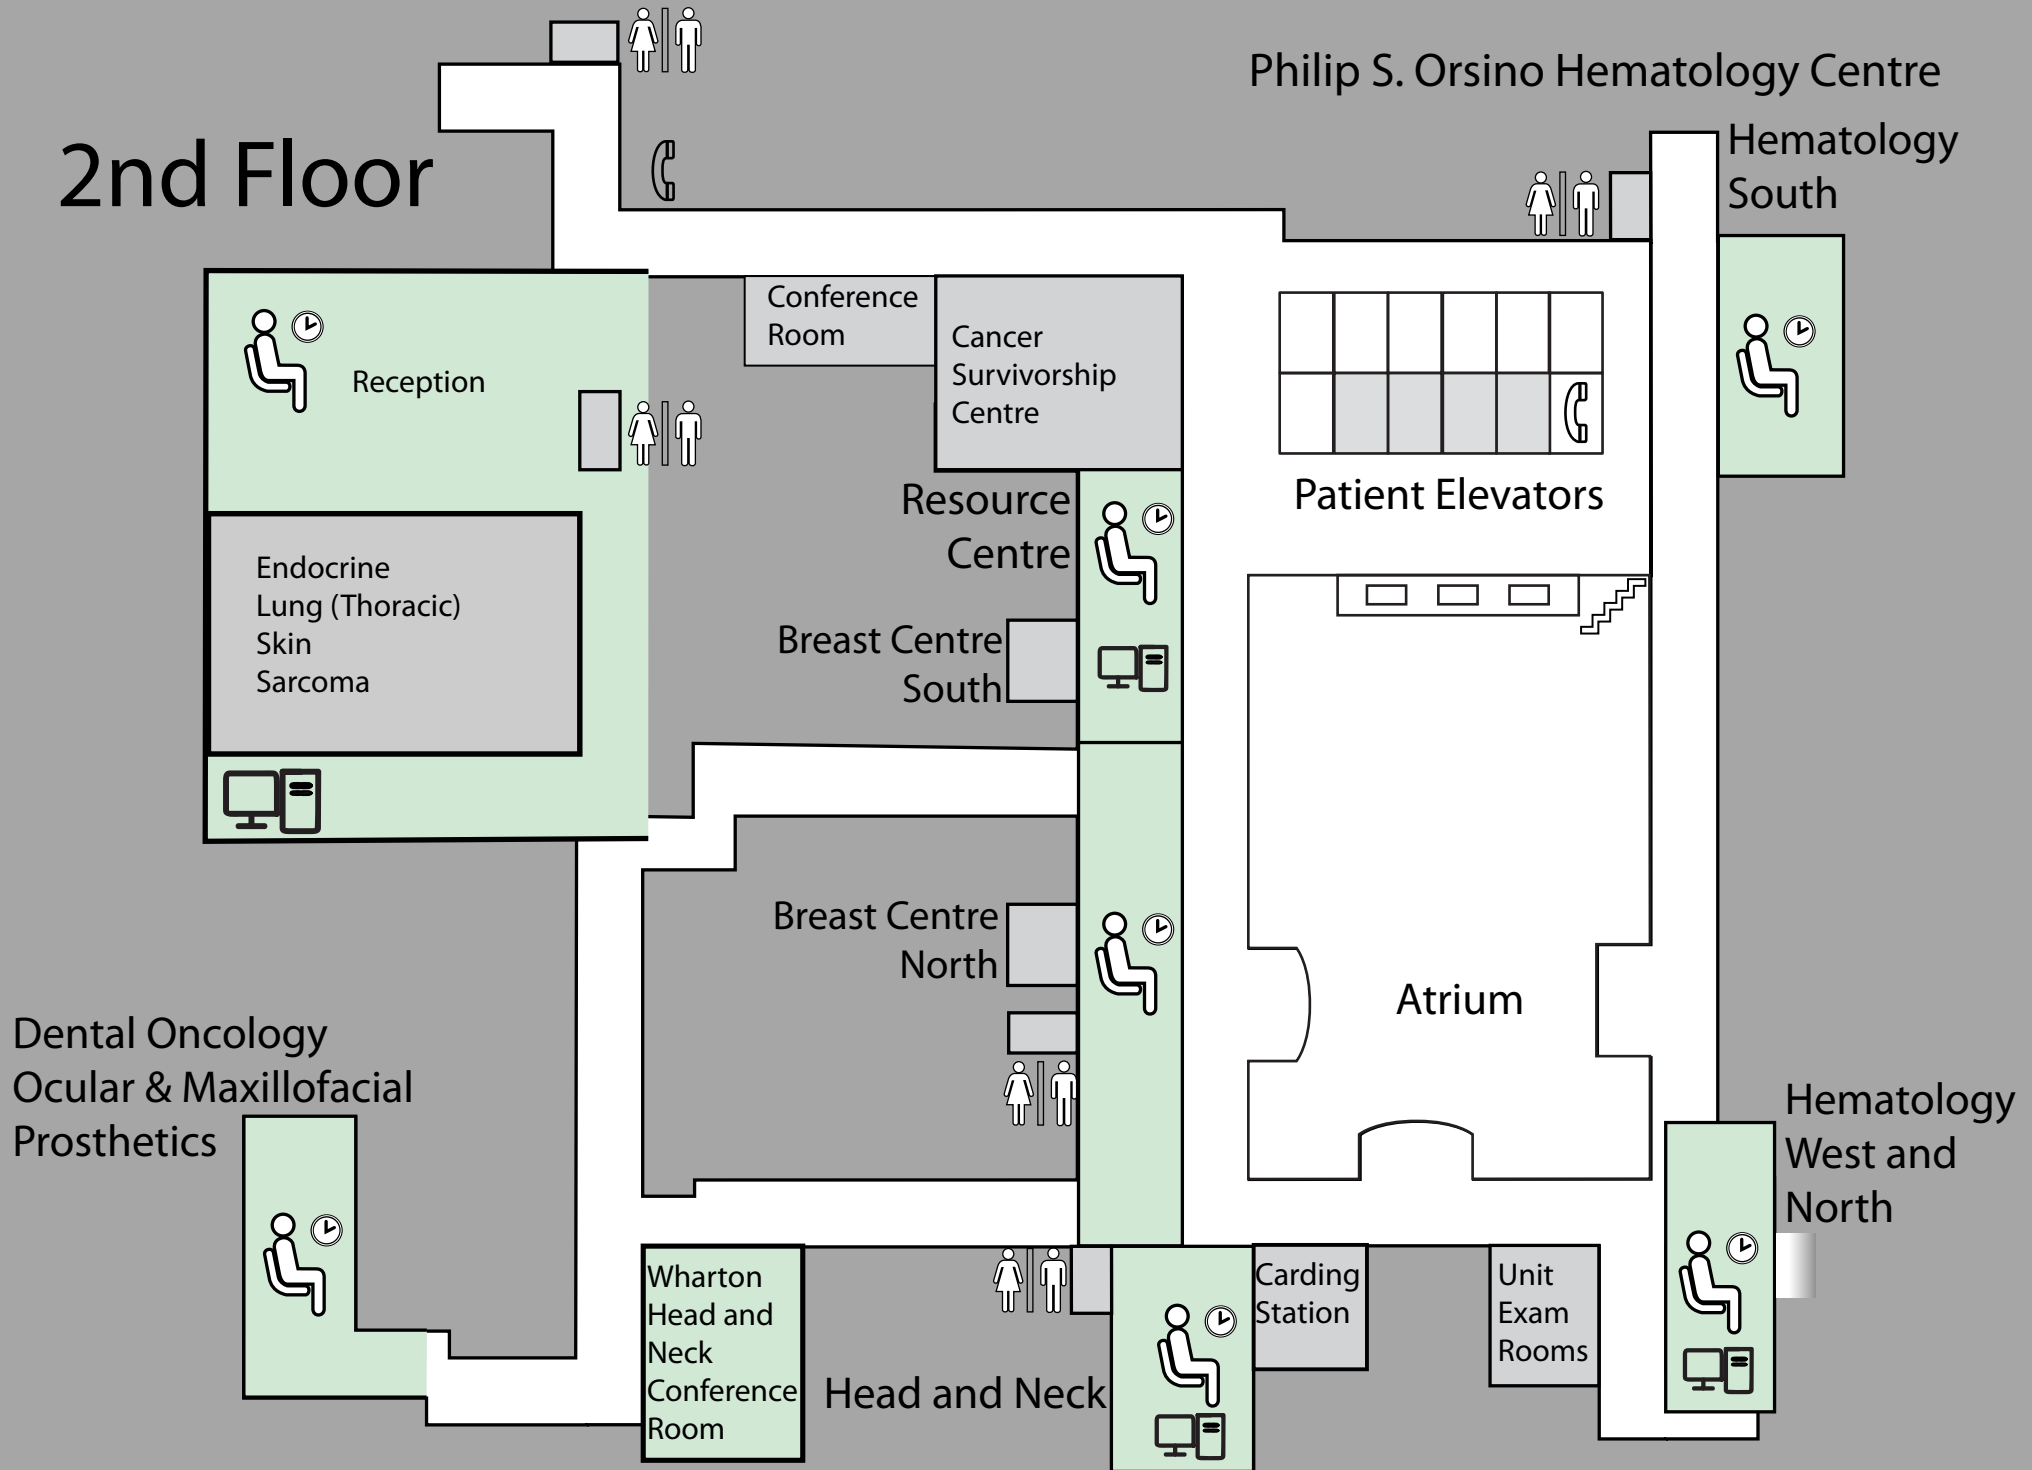 Philip S. Orsino Hematology Centre
2nd Floor
Hematology
South
Conference
Room
Cancer
Survivorship
Centre
Reception
Patient Elevators
Resource
Centre
Endocrine
Lung (Thoracic)
Skin
Sarcoma
Breast Centre
South
Breast Centre
North
Atrium
Dental Oncology
Ocular & Maxillofacial
Prosthetics
Hematology
West and
North
Wharton
Head and
Neck
Conference
Room
Head and Neck
Carding
Station
Unit
Exam
Rooms